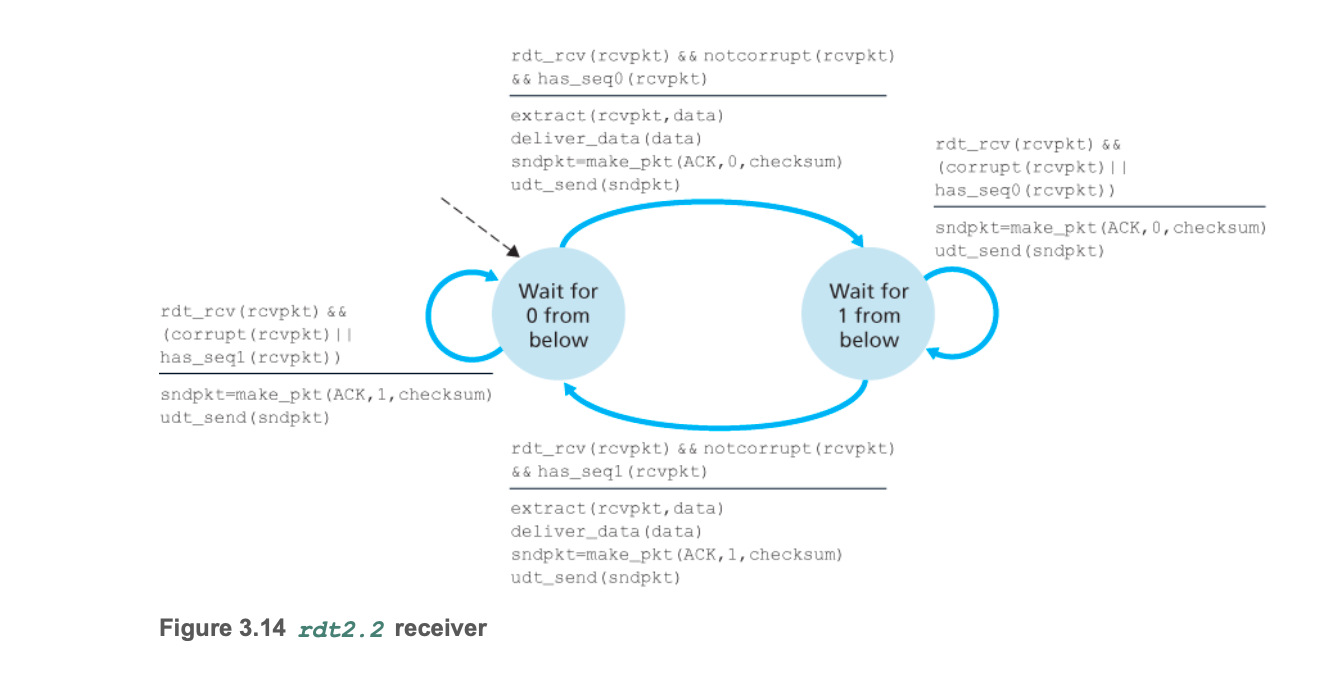 rdt_rcv(rcvpkt) && notcorrupt(rcvpkt)
&& has_seq0(rcvpkt)
extract(rcvpkt,data)
deliver_data(data)
sndpkt=make_pkt(ACK,0,checksum)
udt_send(sndpkt)
rdt_rcv(rcvpkt) &&
(corrupt(rcvpkt)||
has_seq0(rcvpkt))
sndpkt=make_pkt(ACK,0,checksum)
udt_send(sndpkt)
Wait for
0 from
below
Wait for
1 from
below
rdt_rcv(rcvpkt) &&
(corrupt(rcvpkt)||
has_seq1(rcvpkt))
sndpkt=make_pkt(ACK,1,checksum)
udt_send(sndpkt)
rdt_rcv(rcvpkt) && notcorrupt(rcvpkt)
&& has_seq1(rcvpkt)
extract(rcvpkt,data)
deliver_data(data)
sndpkt=make_pkt(ACK,1,checksum)
udt_send(sndpkt)
Figure 3.14 rdt2.2 receiver